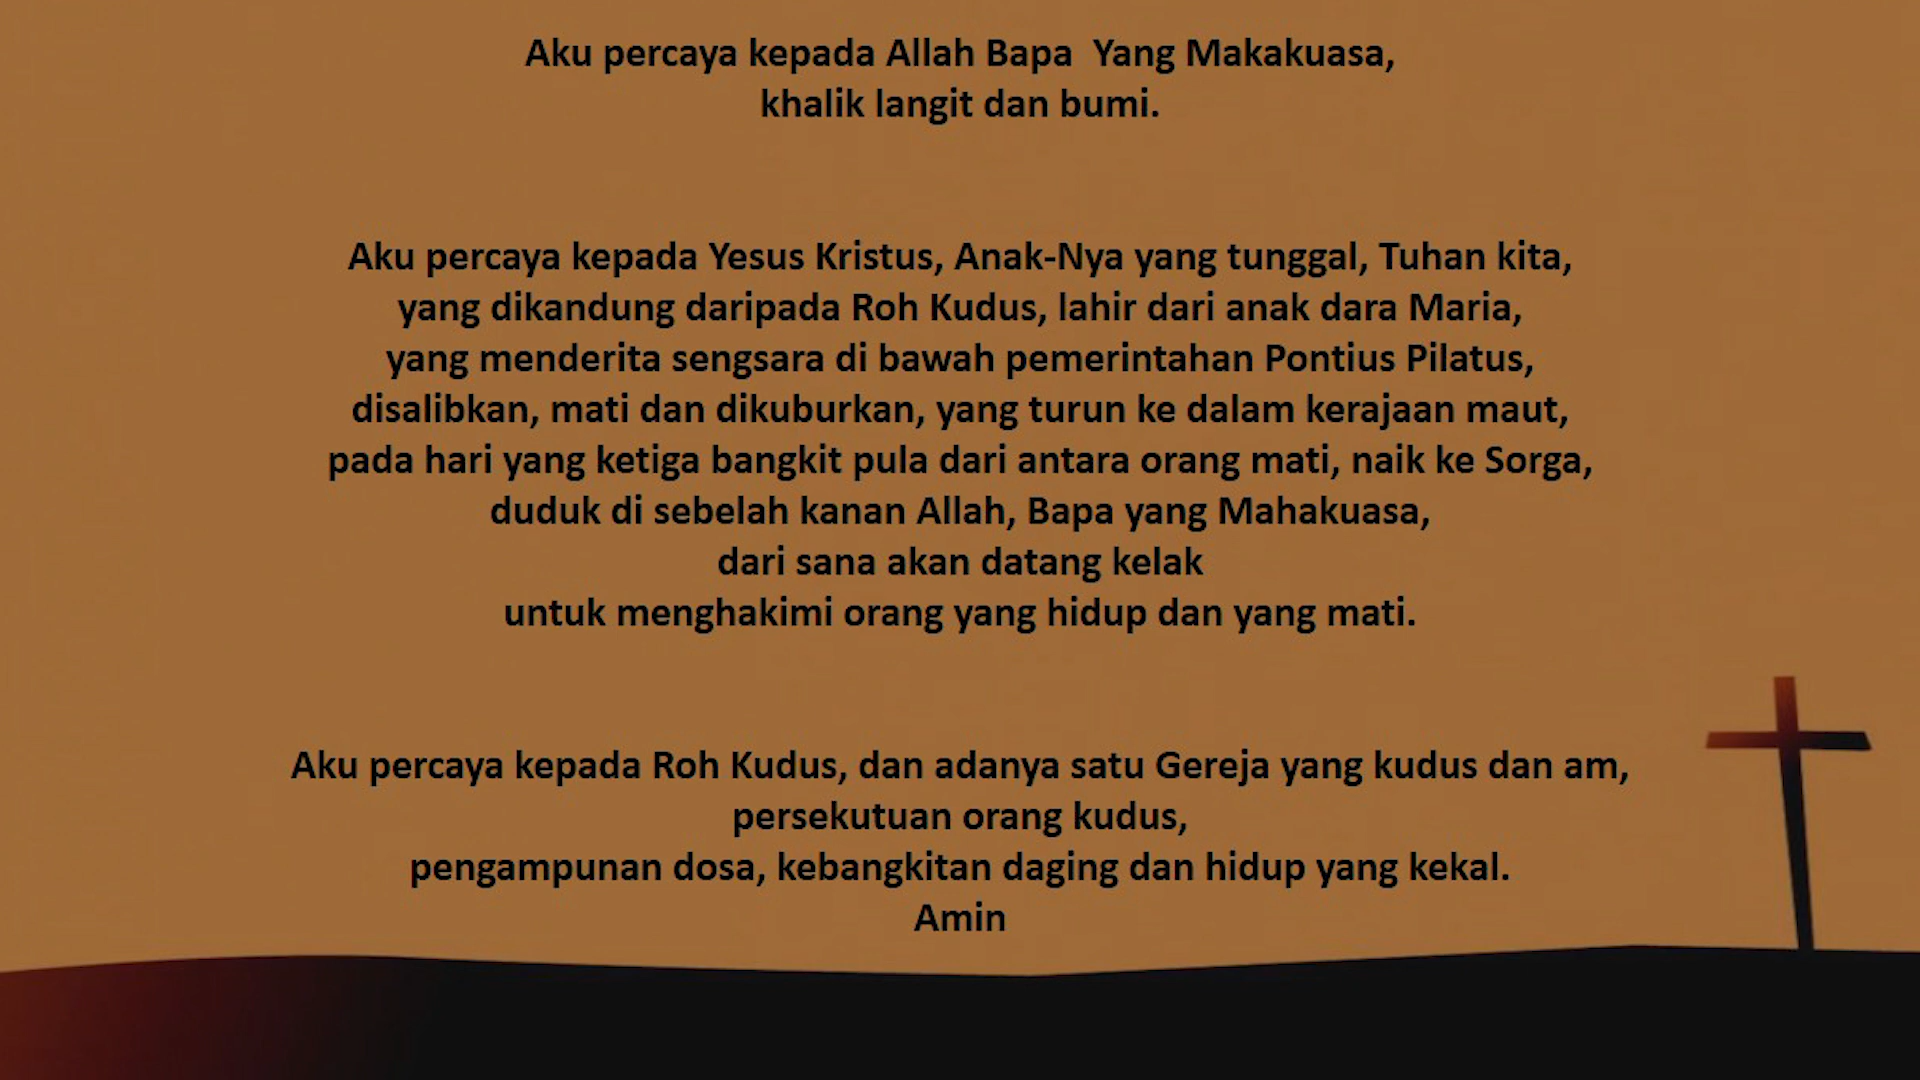 Aku percaya kepada Allah Bapa  Yang Makakuasa,
khalik langit dan bumi.
Aku percaya kepada Yesus Kristus, Anak-Nya yang tunggal, Tuhan kita,
yang dikandung daripada Roh Kudus, lahir dari anak dara Maria,
yang menderita sengsara di bawah pemerintahan Pontius Pilatus,
disalibkan, mati dan dikuburkan, yang turun ke dalam kerajaan maut,
pada hari yang ketiga bangkit pula dari antara orang mati, naik ke Sorga,
duduk di sebelah kanan Allah, Bapa yang Mahakuasa,
dari sana akan datang kelak
untuk menghakimi orang yang hidup dan yang mati.
Aku percaya kepada Roh Kudus, dan adanya satu Gereja yang kudus dan am,
persekutuan orang kudus,
pengampunan dosa, kebangkitan daging dan hidup yang kekal.
Amin